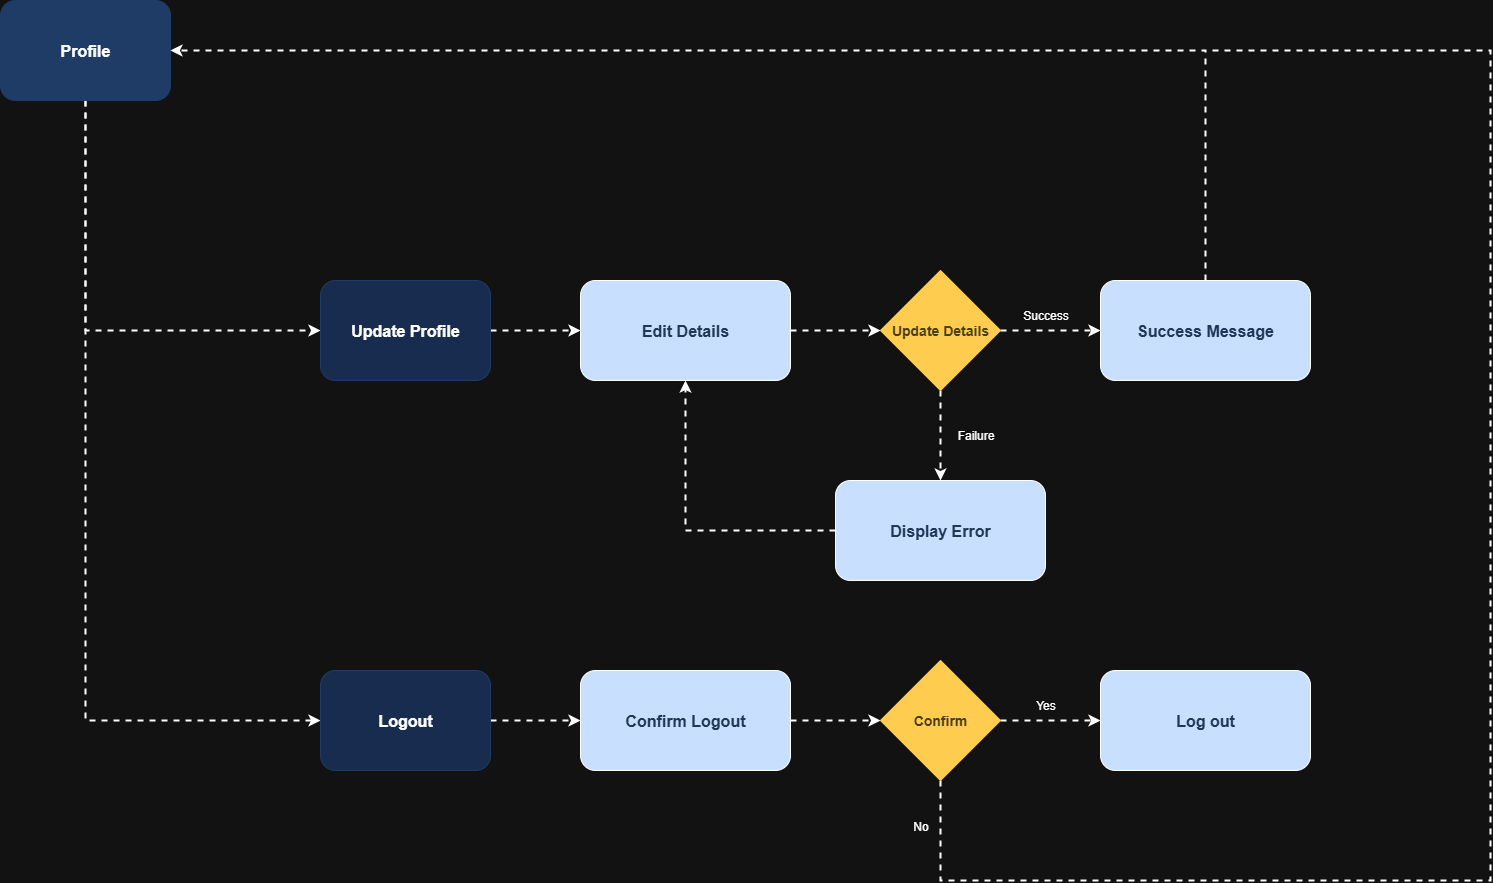 Profile
Update Profile
Edit Details
Update Details
Success
Success Message
Failure
Display Error
Logout
Confirm Logout
Confirm
Yes
Log out
No